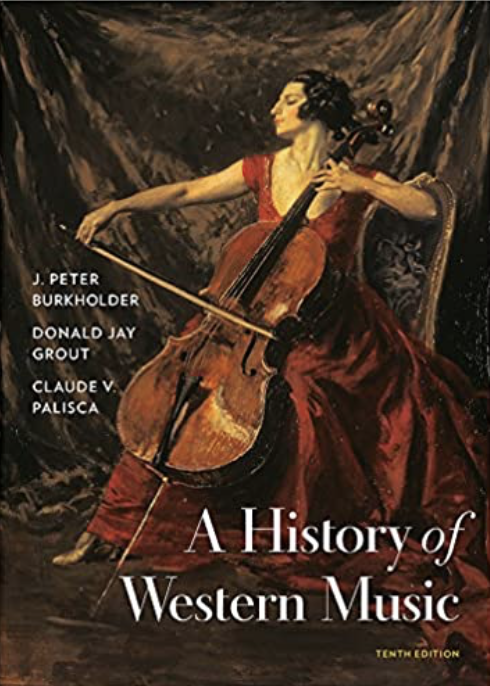 J. PETER
BURKHOLDER
DONALD JAY
GROUT
CLAUDE V.
PALISCA
A History of
Western Music
TENTH EDITION